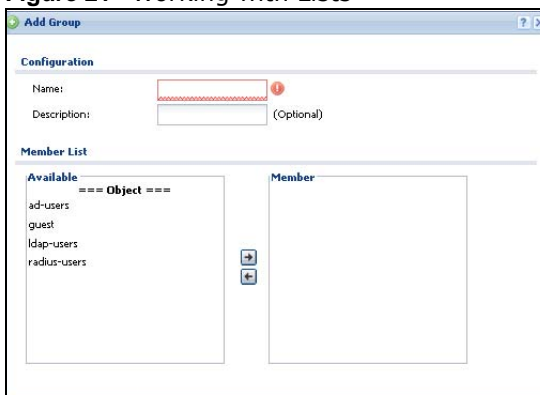 Figure 27 Working with Lists
Add Group
Configuration
Name:
Description:
(Optional)
Member List
Available
Member
=== Object ===
ad-users
guest
ldap-users
radius-users